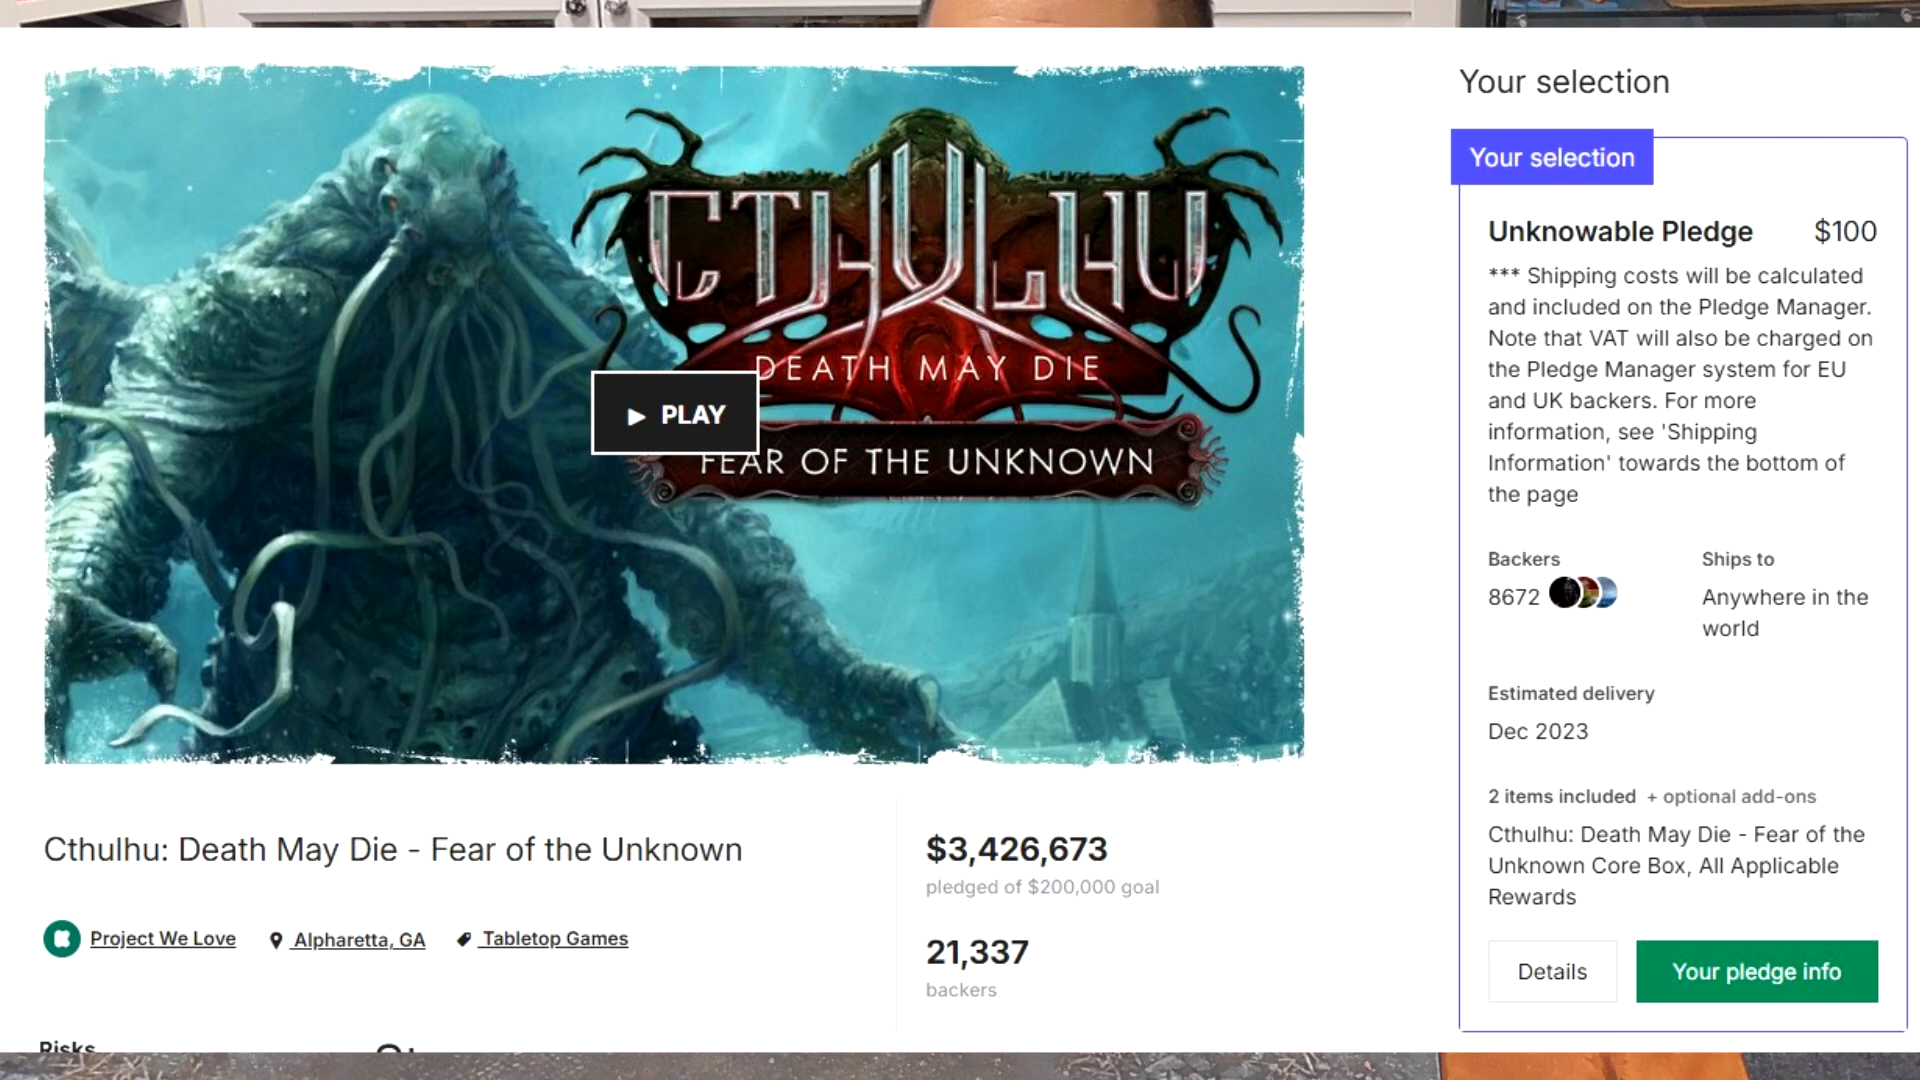 CTHULHU
DEATH MAY DIE
PLAY
FEAR OF THE UNKNOWN
Cthulhu: Death May Die - Fear of the Unknown
Project We Love
Alpharetta, GA
Tabletop Games
$3,426,673
pledged of $200,000 goal
21,337
backers
Risks
Your selection
Your selection
Unknowable Pledge $100
*** Shipping costs will be calculated
and included on the Pledge Manager.
Note that VAT will also be charged on
the Pledge Manager system for EU
and UK backers. For more
information, see 'Shipping
Information' towards the bottom of
the page
Backers
8672
Ships to
Anywhere in the
world
Estimated delivery
Dec 2023
2 items included + optional add-ons
Cthulhu: Death May Die - Fear of the
Unknown Core Box, All Applicable
Rewards
Details
Your pledge info